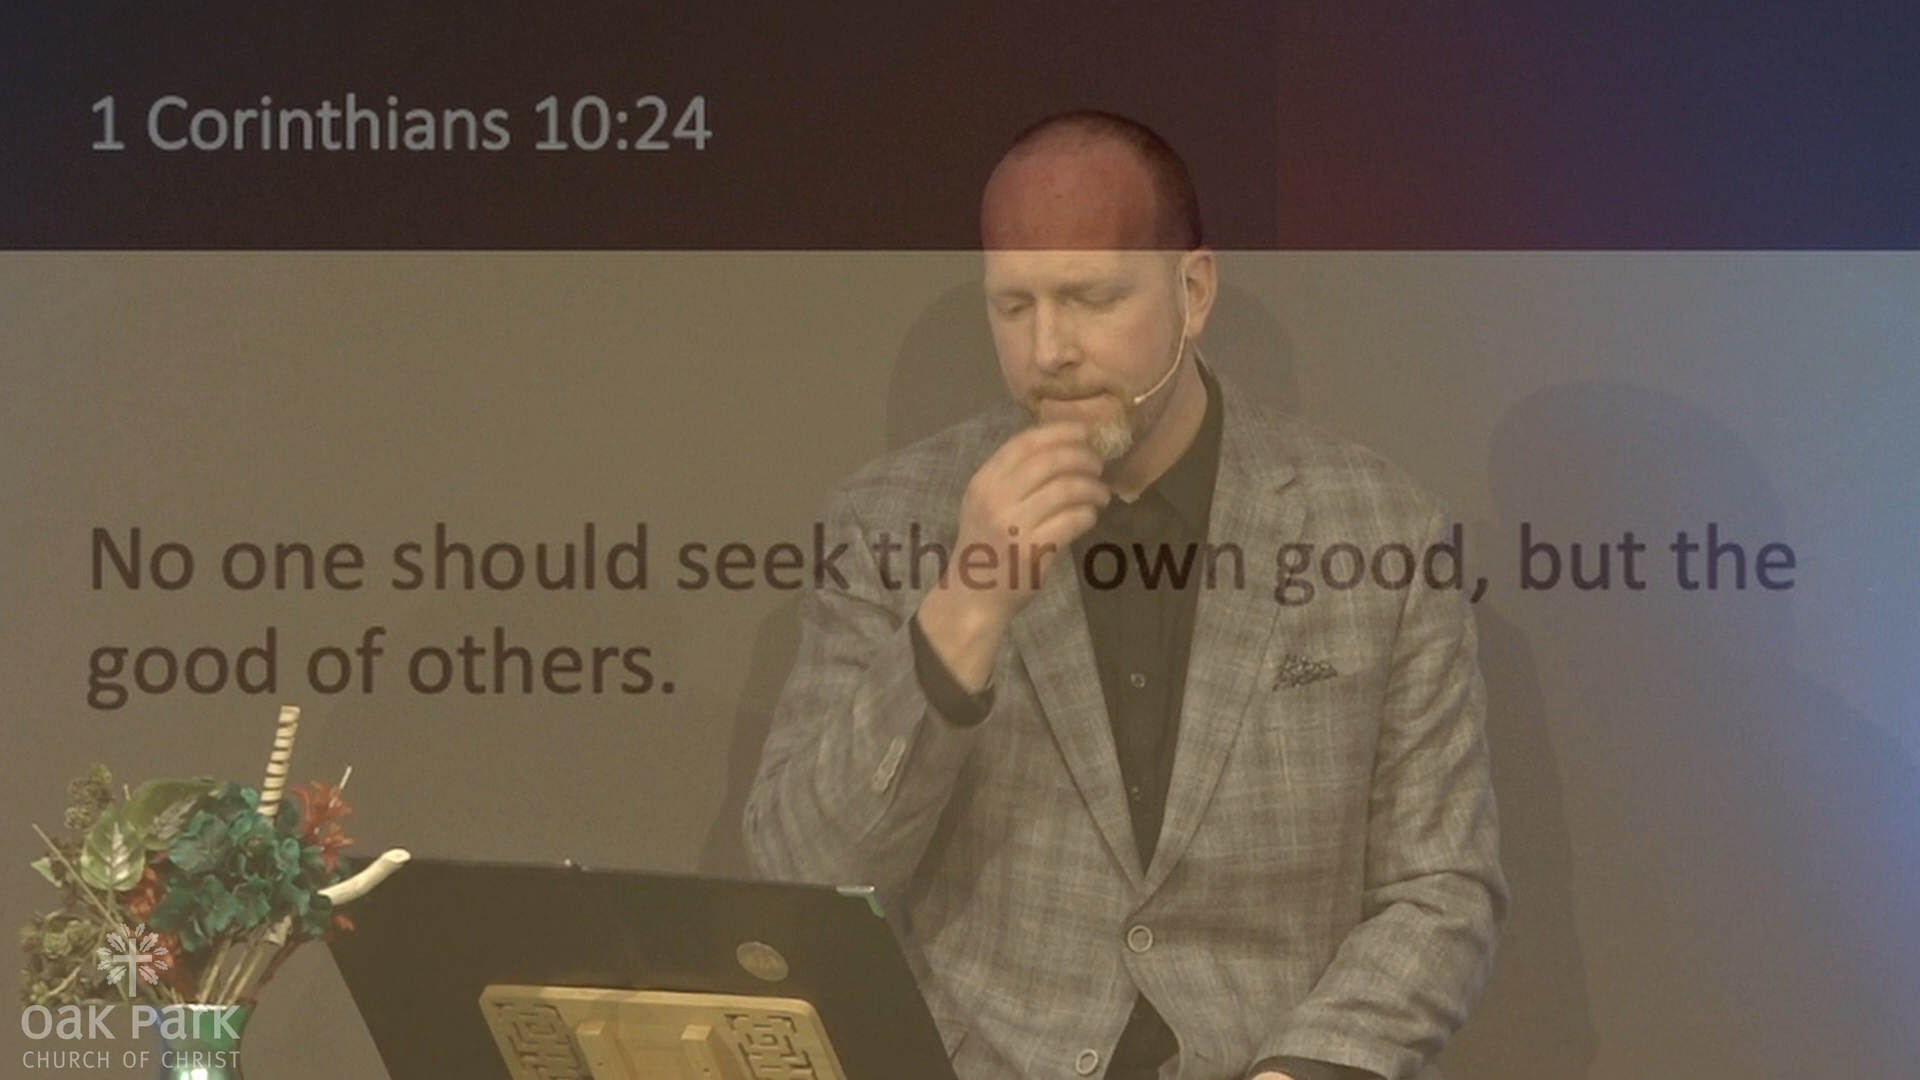 1 Corinthians 10:24
No one should seek their own good, but the
good of others.
Oak Park
CHURCH OF CHRIST